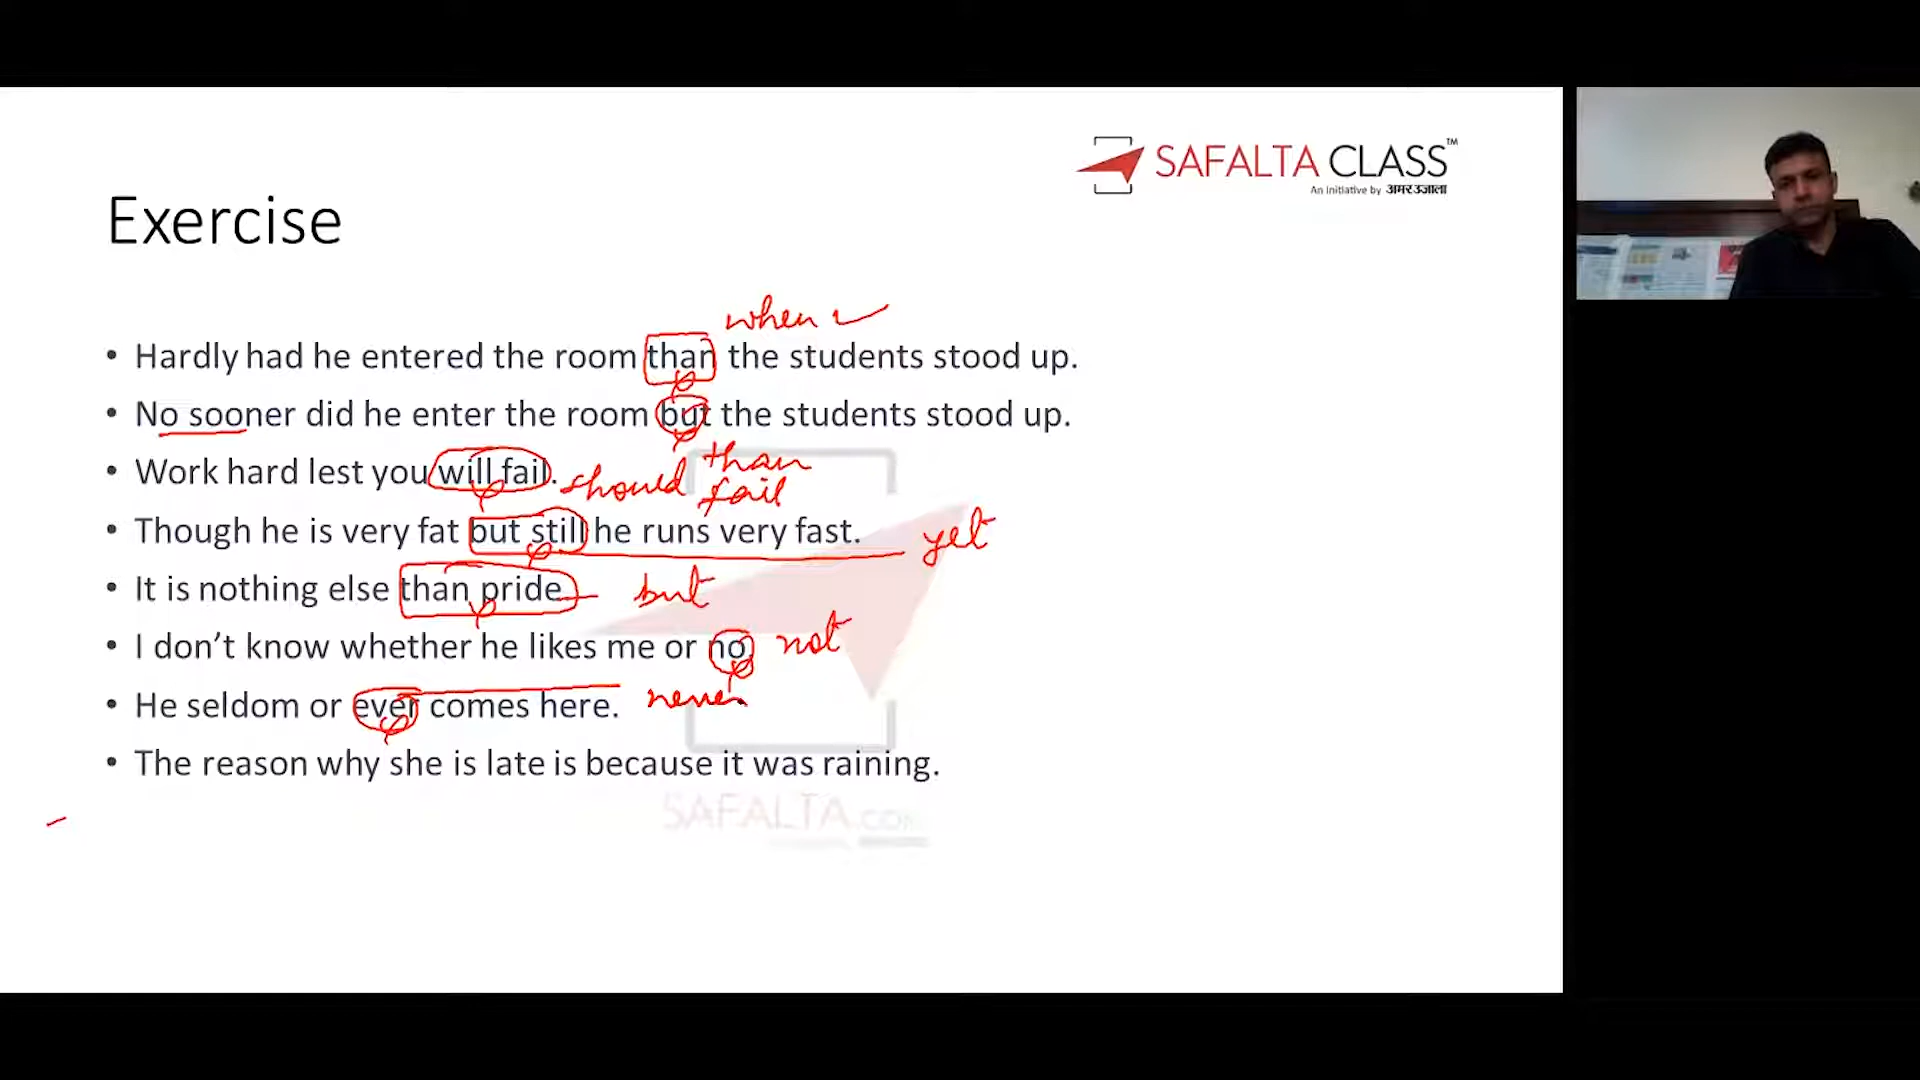 SAFALTA CLASS™
An initiative by अमर उजाला
Exercise
when
• Hardly had he entered the room than the students stood up.
• No sooner did he enter the room but the students stood up.
than
• Work hard lest you will fail. should fail
• Though he is very fat but still he runs very fast. yet
• It is nothing else than pride but
• I don't know whether he likes me or no not
• He seldom or ever comes here. never
• The reason why she is late is because it was raining.
SAFALTA.COM